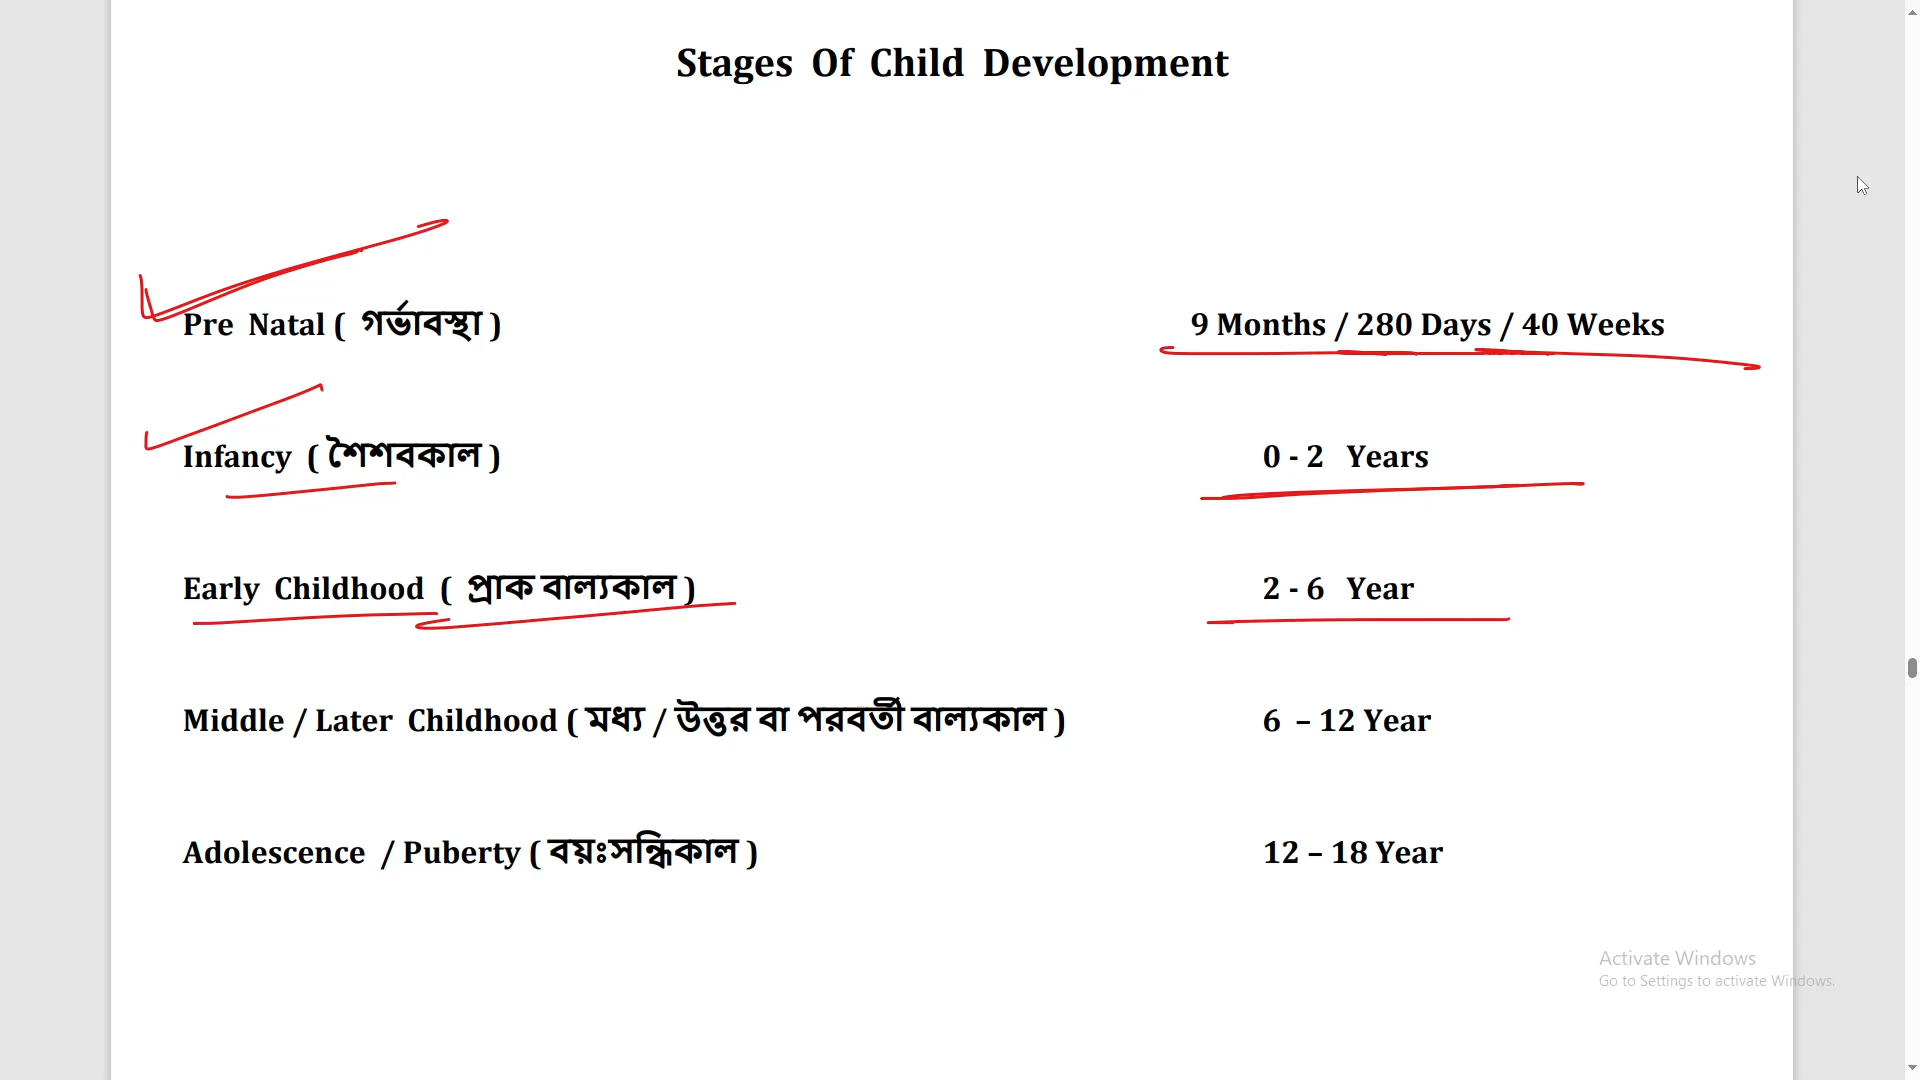 Stages Of Child Development
Pre Natal ( গর্ভাবস্থা ) 9 Months / 280 Days / 40 Weeks
Infancy ( শৈশবকাল ) 0 - 2 Years
Early Childhood ( প্রাক বাল্যকাল ) 2 - 6 Year
Middle / Later Childhood ( মধ্য / উত্তর বা পরবর্তী বাল্যকাল ) 6 – 12 Year
Adolescence / Puberty ( বয়ঃসন্ধিকাল ) 12 – 18 Year
Activate Windows
Go to Settings to activate Windows.